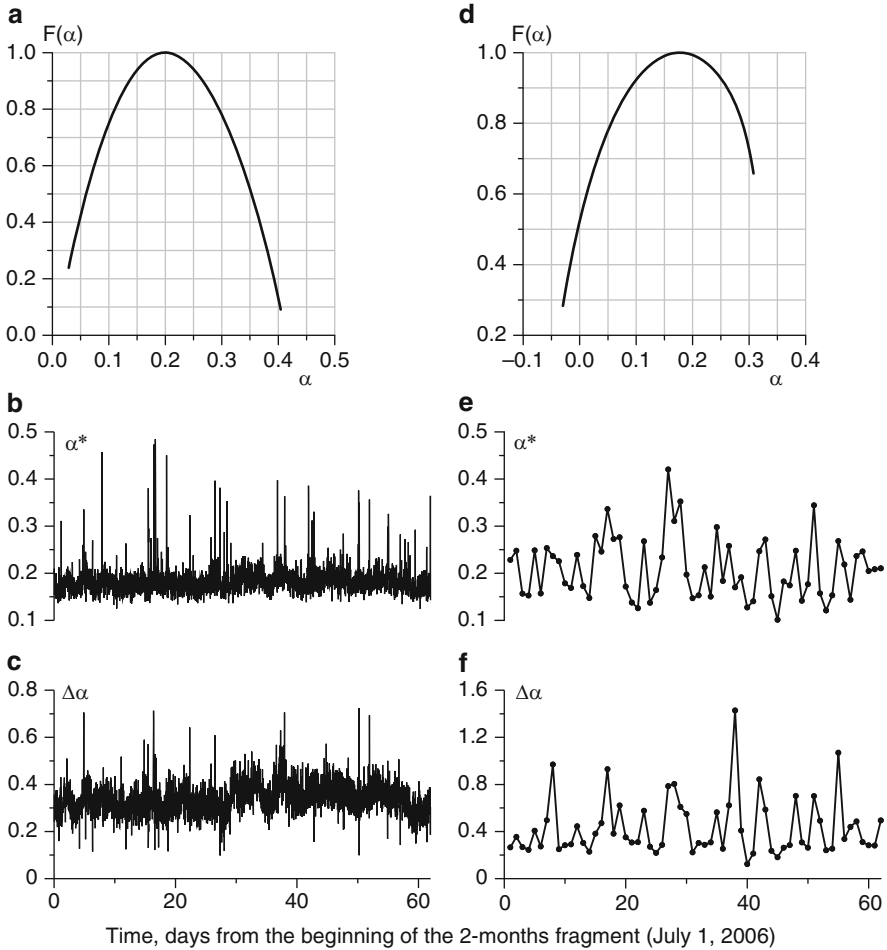 a
F(α)
1.0
0.8
0.6
0.4
0.2
0.0
0.0 0.1 0.2 0.3 0.4 0.5
α
d
F(α)
1.0
0.8
0.6
0.4
0.2
−0.1 0.0 0.1 0.2 0.3 0.4
α
b
α*
0.5
0.4
0.3
0.2
0.1
e
α*
0.5
0.4
0.3
0.2
0.1
c
Δα
0.8
0.6
0.4
0.2
0
0 20 40 60
f
Δα
1.6
1.2
0.8
0.4
0
0 20 40 60
Time, days from the beginning of the 2-months fragment (July 1, 2006)